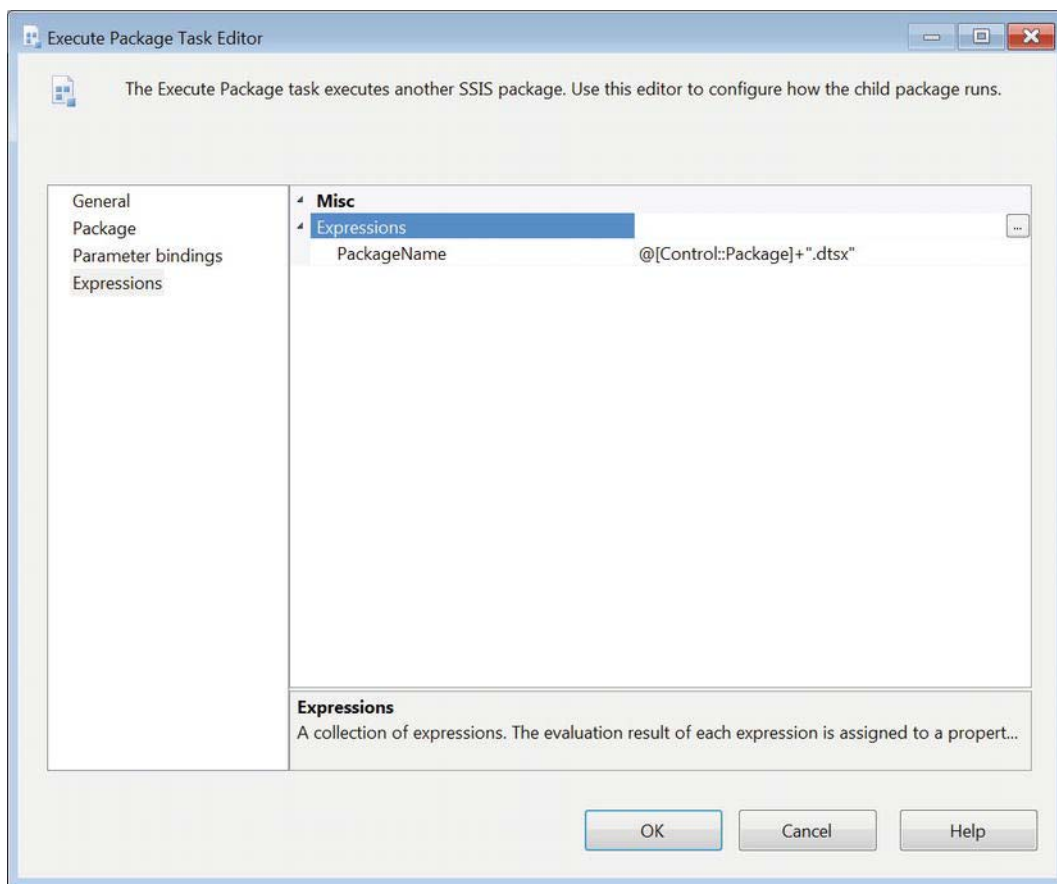 Execute Package Task Editor
The Execute Package task executes another SSIS package. Use this editor to configure how the child package runs.
General
Package
Parameter bindings
Expressions
Misc
Expressions
...
PackageName @[Control::Package]+".dtsx"
Expressions
A collection of expressions. The evaluation result of each expression is assigned to a propert...
OK Cancel Help